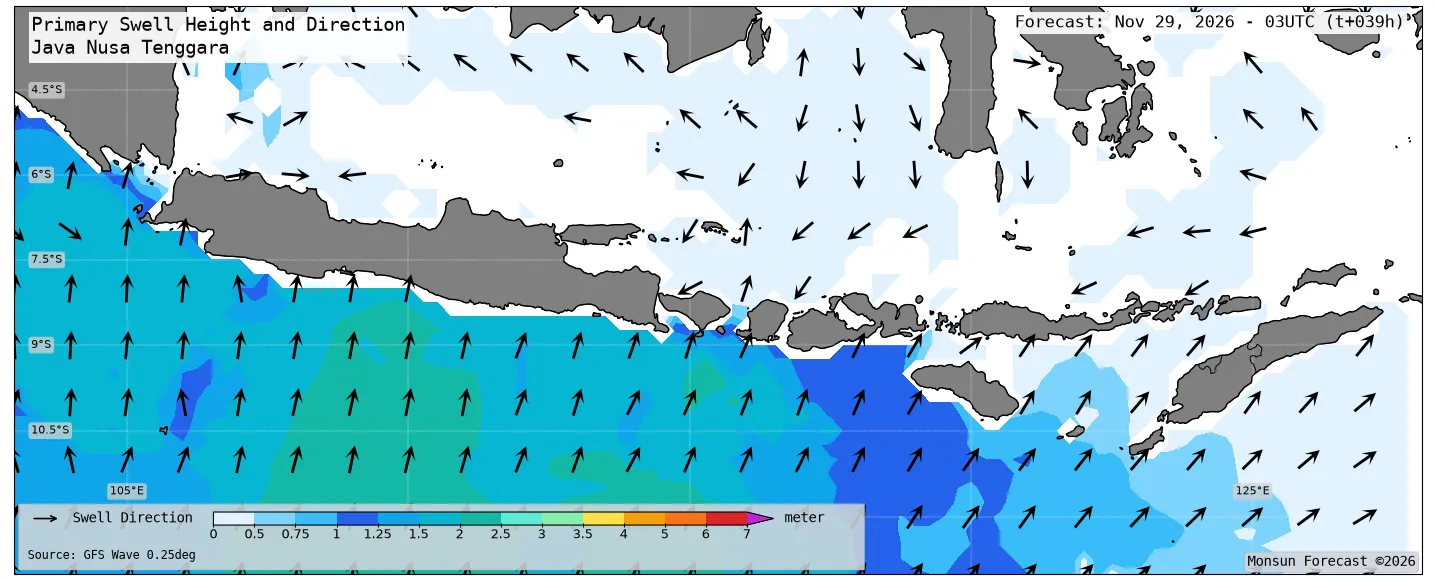 Primary Swell Height and Direction
Java Nusa Tenggara
Forecast: Nov 29, 2026 - 03UTC (t+039h)
4.5°S
6°S
7.5°S
9°S
10.5°S
105°E
125°E
Swell Direction
0 0.5 0.75 1 1.25 1.5 2 2.5 3 3.5 4 5 6 7
meter
Source: GFS Wave 0.25deg
Monsun Forecast ©2026